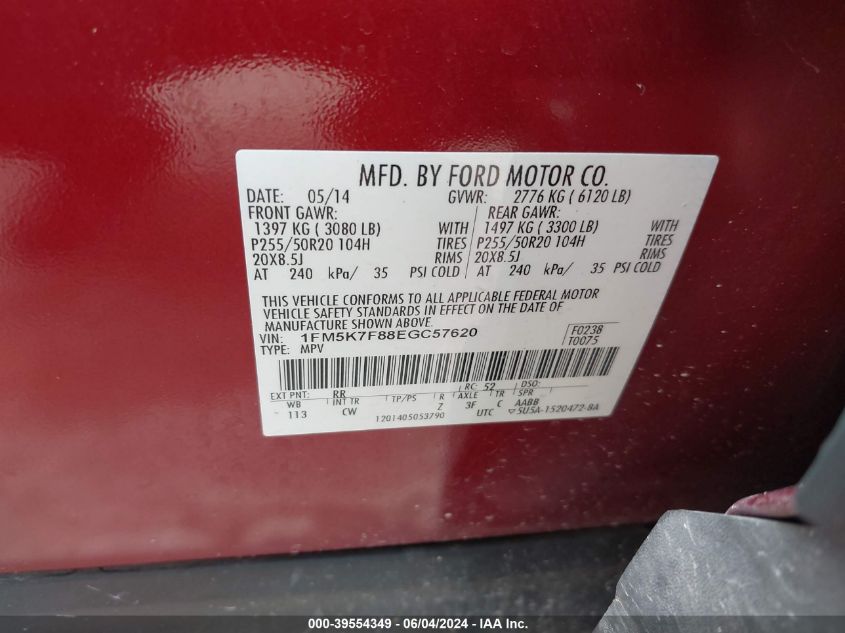 MFD. BY FORD MOTOR CO.
DATE: 05/14 GVWR: 2776 KG ( 6120 LB)
FRONT GAWR: REAR GAWR:
1397 KG ( 3080 LB) WITH 1497 KG ( 3300 LB) WITH
P255/50R20 104H TIRES P255/50R20 104H TIRES
20X8.5J RIMS 20X8.5J RIMS
AT 240 kPa/ 35 PSI COLD AT 240 kPa/ 35 PSI COLD
THIS VEHICLE CONFORMS TO ALL APPLICABLE FEDERAL MOTOR
VEHICLE SAFETY STANDARDS IN EFFECT ON THE DATE OF
MANUFACTURE SHOWN ABOVE.
VIN: 1FM5K7F88EGC57620 F0238
TYPE: MPV T0075
EXT PNT: RR RC: 52 DSO:
WB INT TR TP/PS R AXLE TR SPR
113 CW Z 3F C AABB
1201405053790 UTC 5U5A-1520472-BA
000-39554349 - 06/04/2024 - IAAI.com